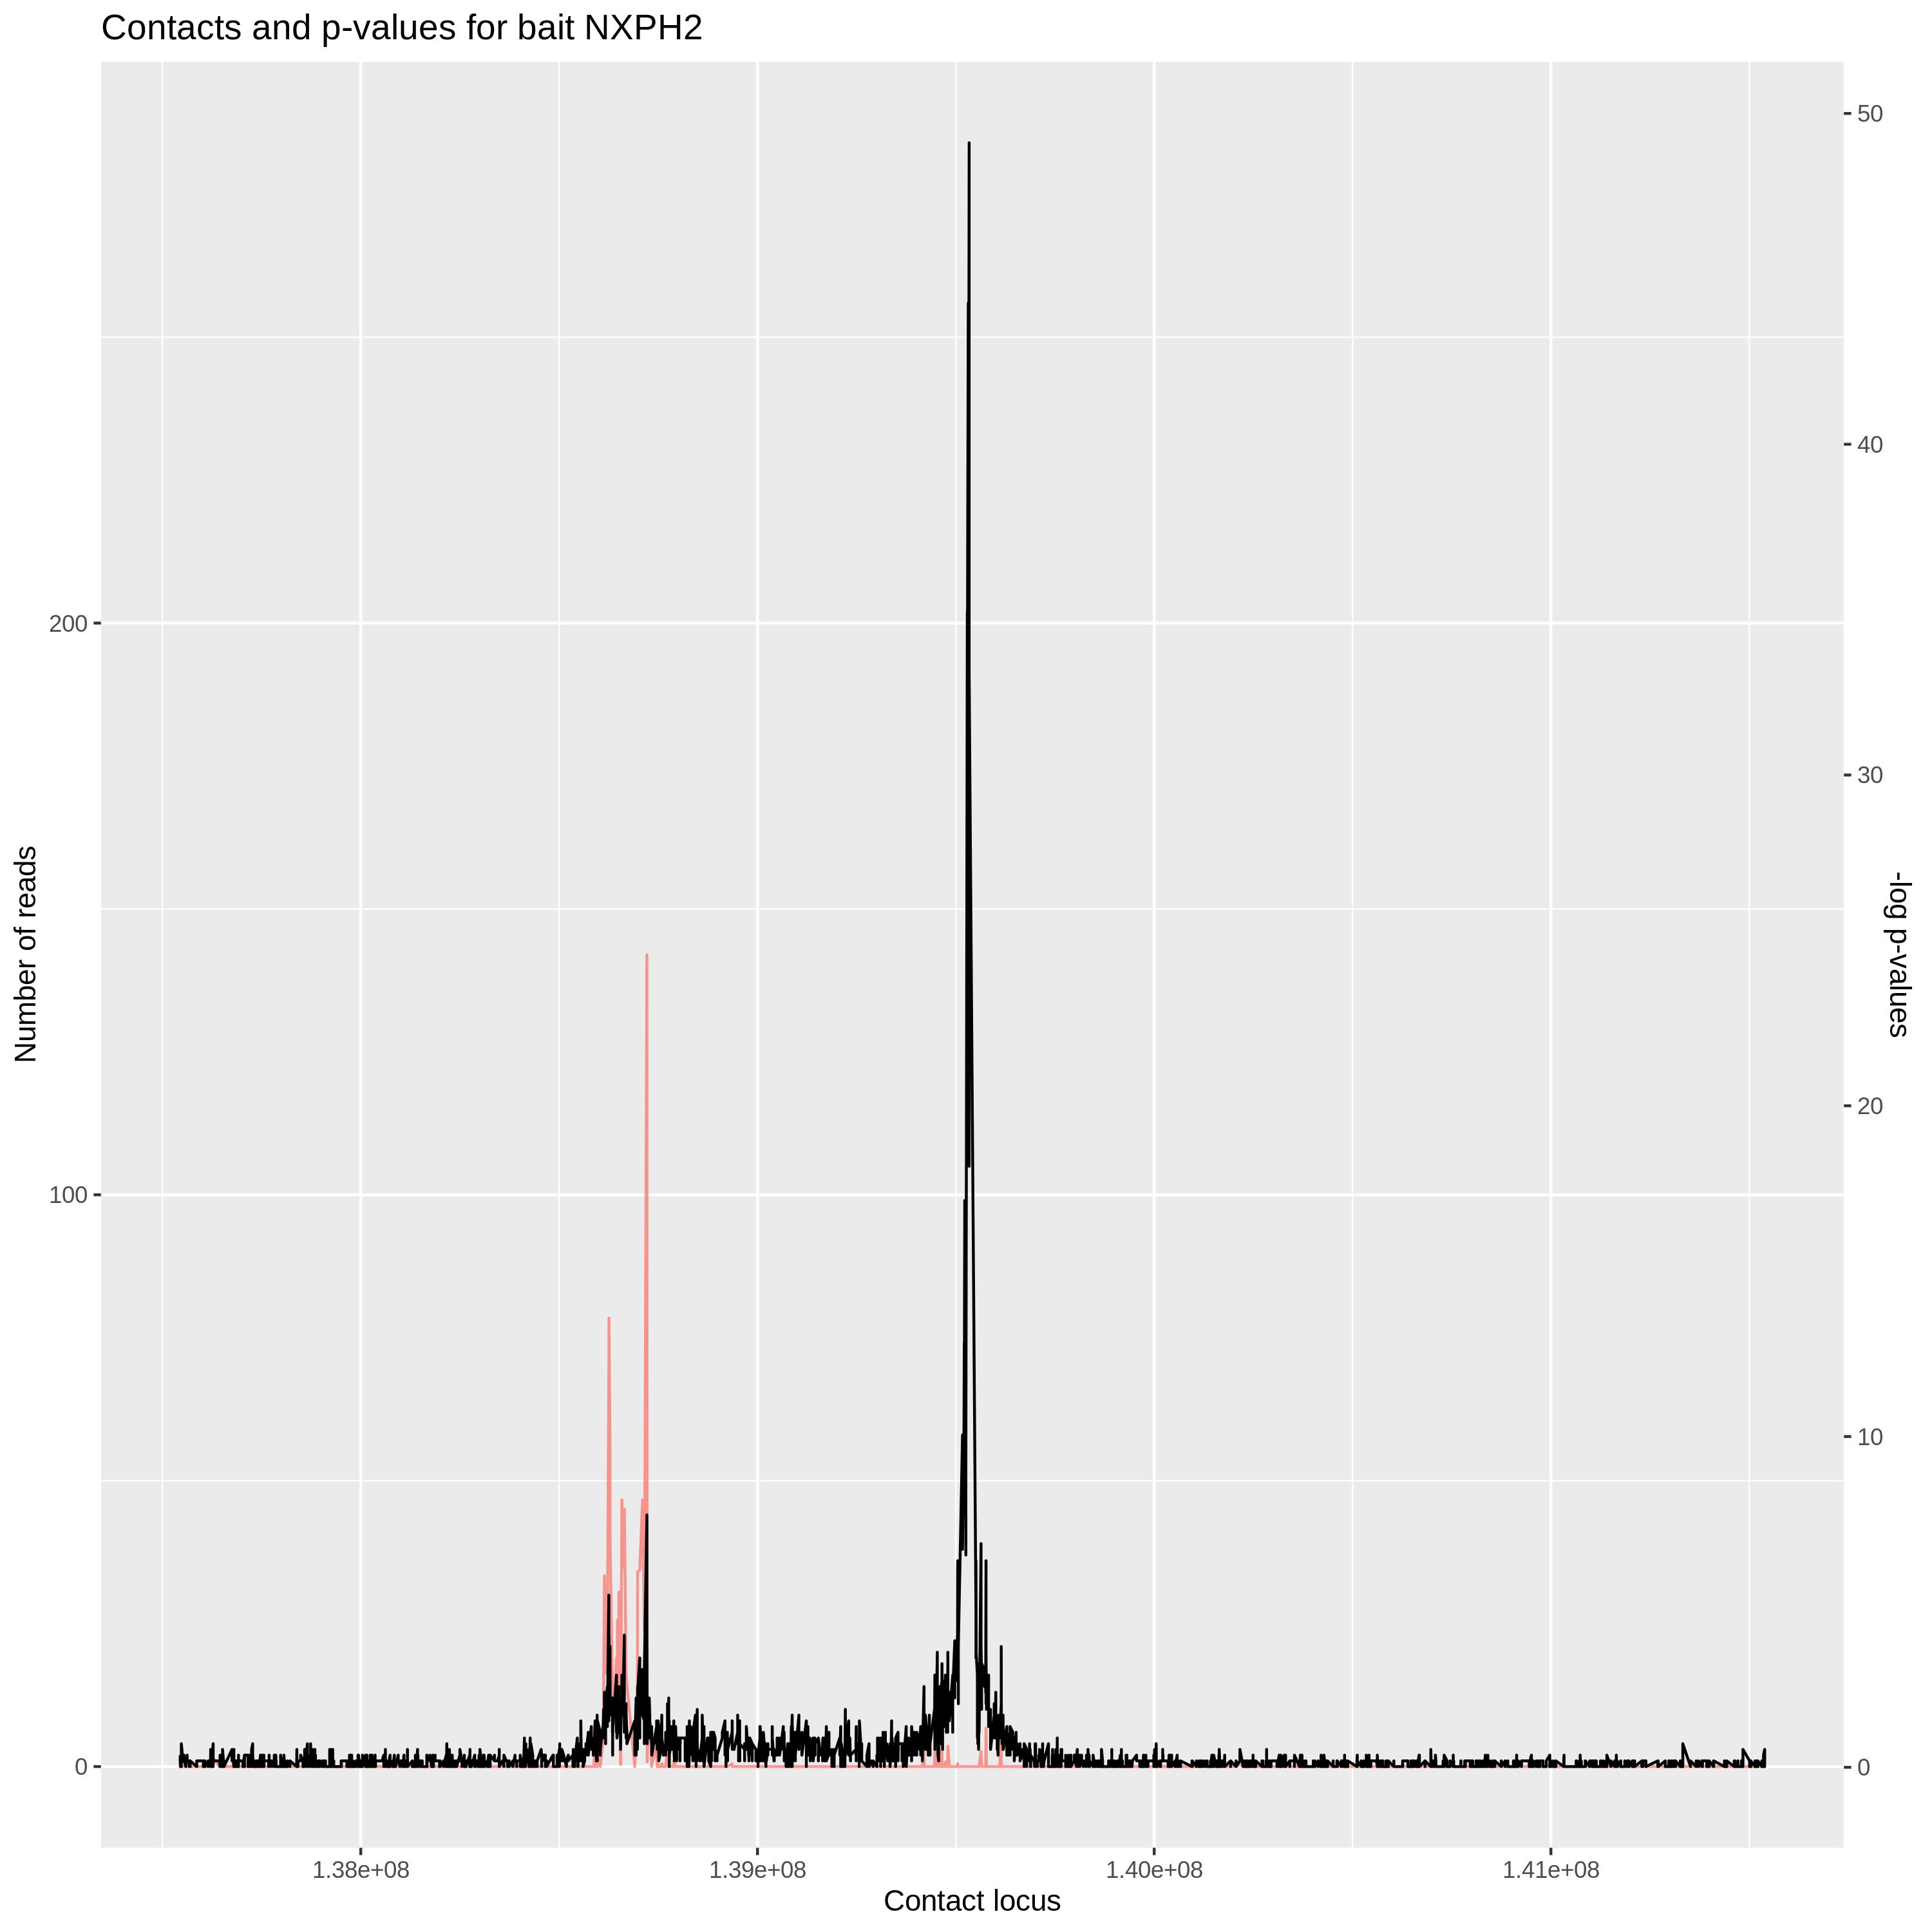 Contacts and p-values for bait NXPH2
Number of reads
200
100
0
50
40
30
20
10
0
-log p-values
1.38e+08
1.39e+08
1.40e+08
1.41e+08
Contact locus